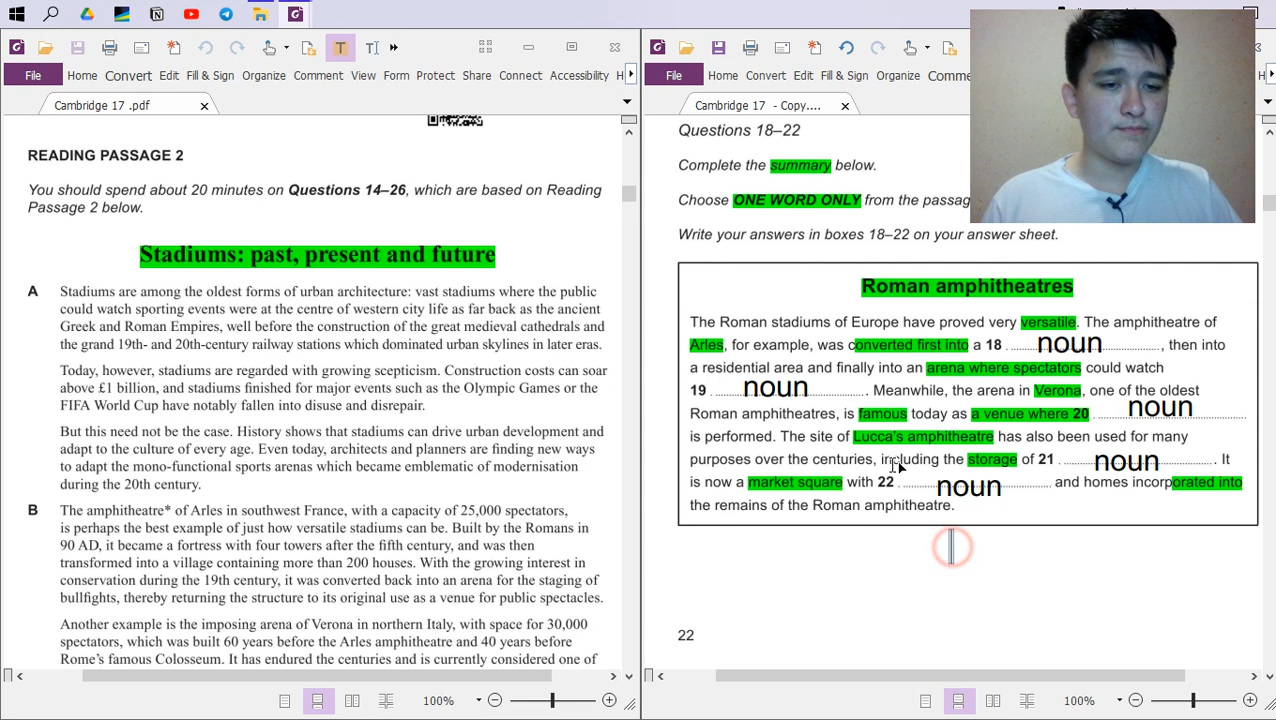 File Home Convert Edit Fill & Sign Organize Comment View Form Protect Share Connect Accessibility H
Cambridge 17 .pdf
READING PASSAGE 2
You should spend about 20 minutes on Questions 14–26, which are based on Reading
Passage 2 below.
Stadiums: past, present and future
A Stadiums are among the oldest forms of urban architecture: vast stadiums where the public
could watch sporting events were at the centre of western city life as far back as the ancient
Greek and Roman Empires, well before the construction of the great medieval cathedrals and
the grand 19th- and 20th-century railway stations which dominated urban skylines in later eras.
Today, however, stadiums are regarded with growing scepticism. Construction costs can soar
above £1 billion, and stadiums finished for major events such as the Olympic Games or the
FIFA World Cup have notably fallen into disuse and disrepair.
But this need not be the case. History shows that stadiums can drive urban development and
adapt to the culture of every age. Even today, architects and planners are finding new ways
to adapt the mono-functional sports arenas which became emblematic of modernisation
during the 20th century.
B The amphitheatre* of Arles in southwest France, with a capacity of 25,000 spectators,
is perhaps the best example of just how versatile stadiums can be. Built by the Romans in
90 AD, it became a fortress with four towers after the fifth century, and was then
transformed into a village containing more than 200 houses. With the growing interest in
conservation during the 19th century, it was converted back into an arena for the staging of
bullfights, thereby returning the structure to its original use as a venue for public spectacles.
Another example is the imposing arena of Verona in northern Italy, with space for 30,000
spectators, which was built 60 years before the Arles amphitheatre and 40 years before
Rome's famous Colosseum. It has endured the centuries and is currently considered one of
100%
File Home Convert Edit Fill & Sign Organize Comme
Cambridge 17 - Copy....
Questions 18–22
Complete the summary below.
Choose ONE WORD ONLY from the passag
Write your answers in boxes 18–22 on your answer sheet.
Roman amphitheatres
The Roman stadiums of Europe have proved very versatile. The amphitheatre of
Arles, for example, was converted first into a 18 noun, then into
a residential area and finally into an arena where spectators could watch
19 noun. Meanwhile, the arena in Verona, one of the oldest
Roman amphitheatres, is famous today as a venue where 20 noun
is performed. The site of Lucca's amphitheatre has also been used for many
purposes over the centuries, including the storage of 21 noun. It
is now a market square with 22 noun and homes incorporated into
the remains of the Roman amphitheatre.
22
100%